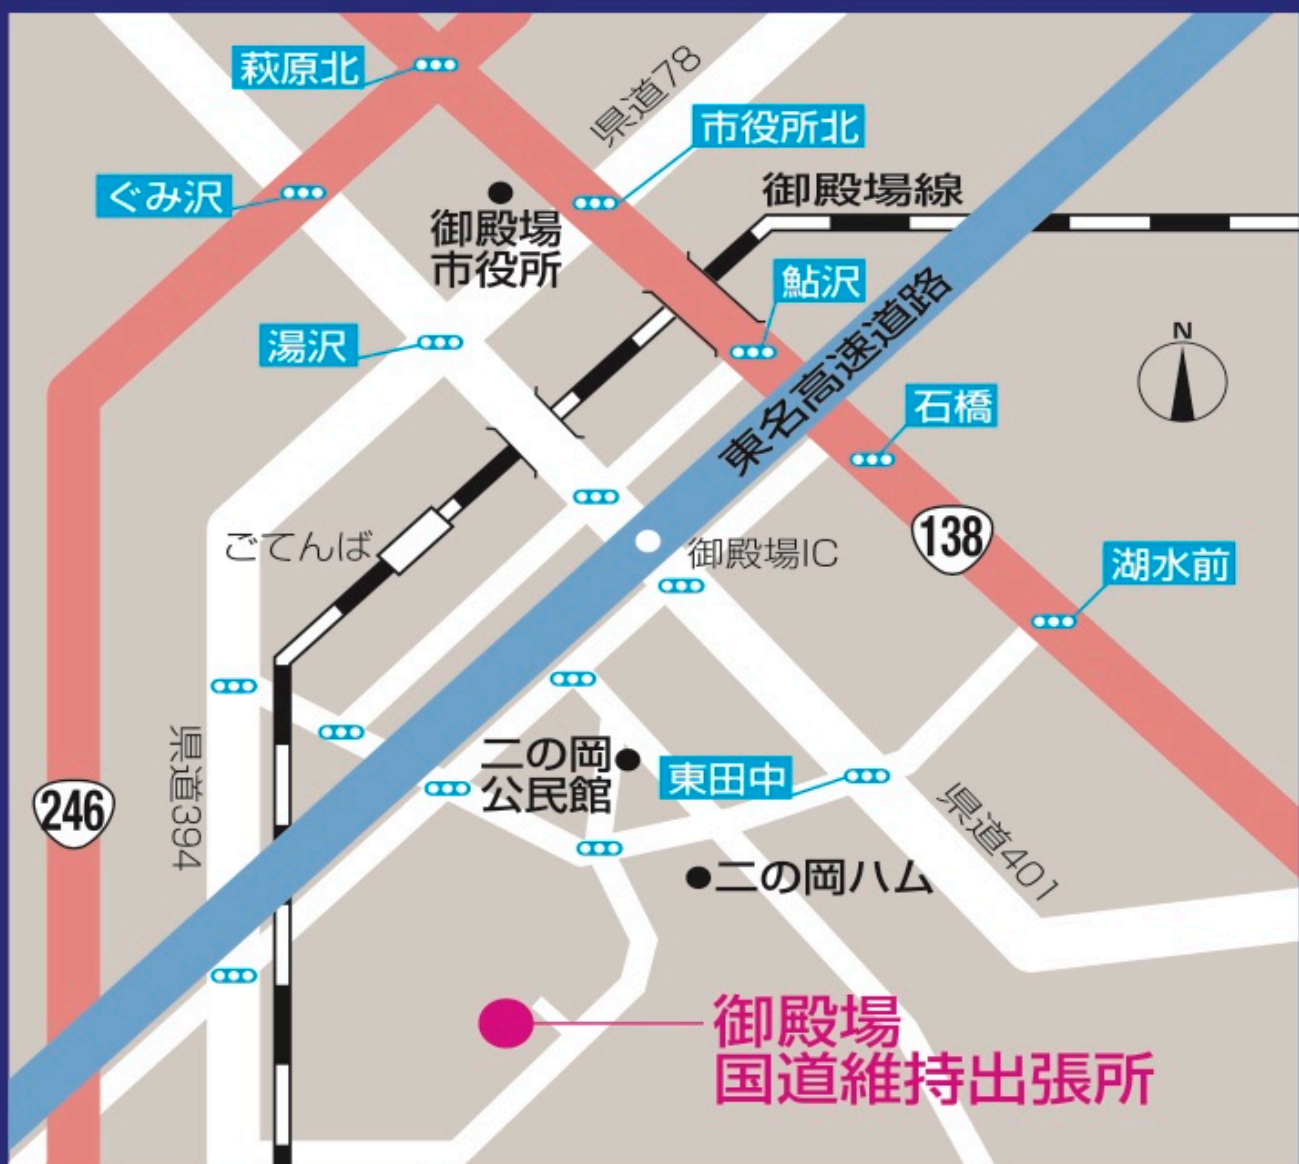 萩原北
県道78
市役所北
ぐみ沢
御殿場線
御殿場
市役所
鮎沢
東名高速道路
湯沢
N
石橋
138
ごてんば
御殿場IC
湖水前
県道394
二の岡
公民館
東田中
246
県道401
二の岡ハム
御殿場
国道維持出張所